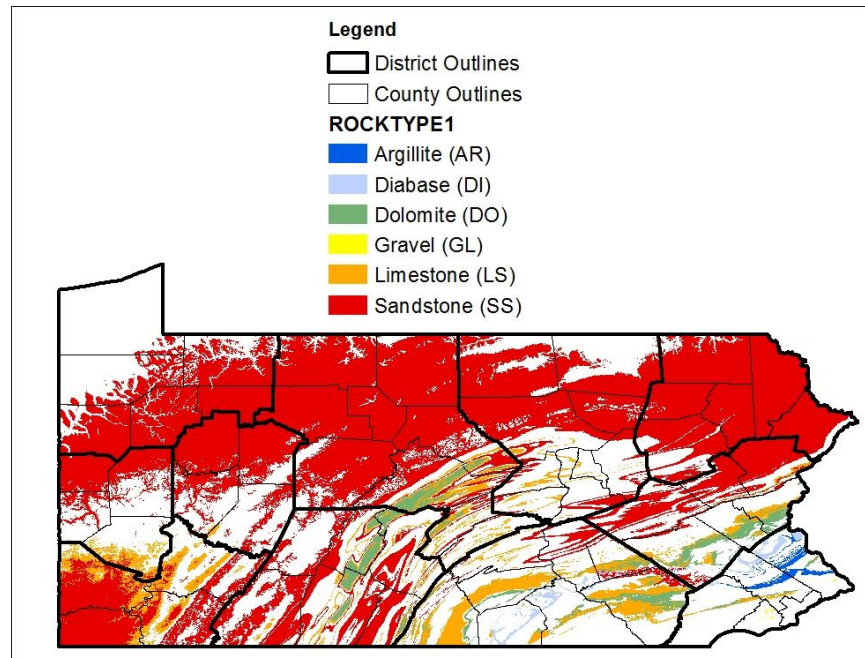 Legend
District Outlines
County Outlines
ROCKTYPE1
Argillite (AR)
Diabase (DI)
Dolomite (DO)
Gravel (GL)
Limestone (LS)
Sandstone (SS)